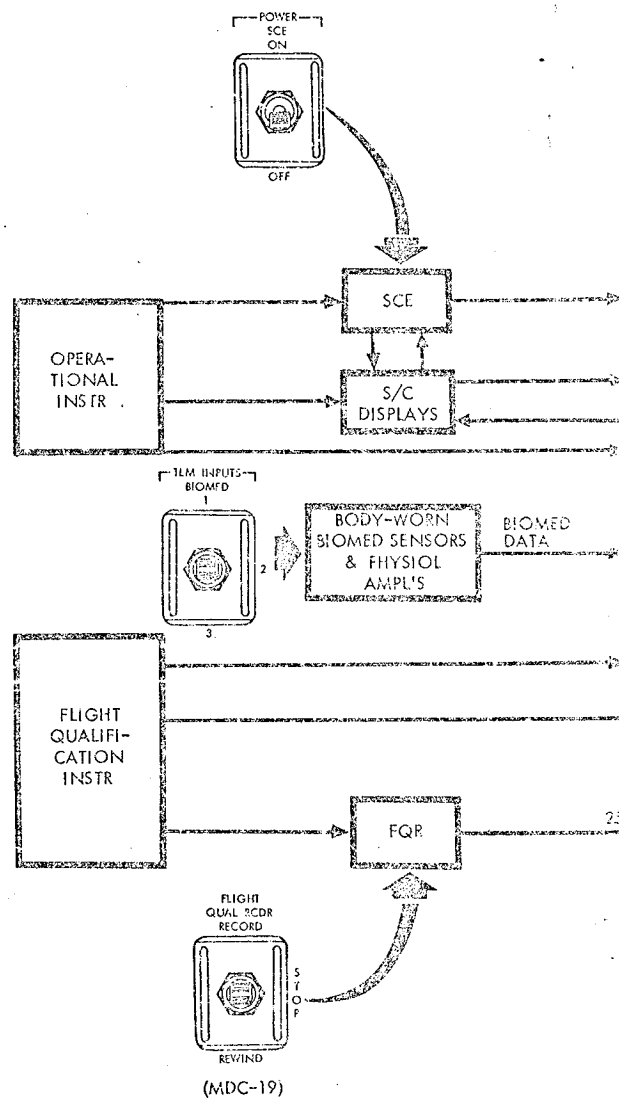 POWER
SCE
ON
OFF
SCE
OPERA-
TIONAL
INSTR
S/C
DISPLAYS
TLM INPUTS
BIOMED
1
2
3
BODY-WORN
BIOMED SENSORS
& PHYSIOL
AMPL'S
BIOMED
DATA
FLIGHT
QUALIFI-
CATION
INSTR
FQR
FLIGHT
QUAL RCDR
RECORD
STOP
REWIND
(MDC-19)